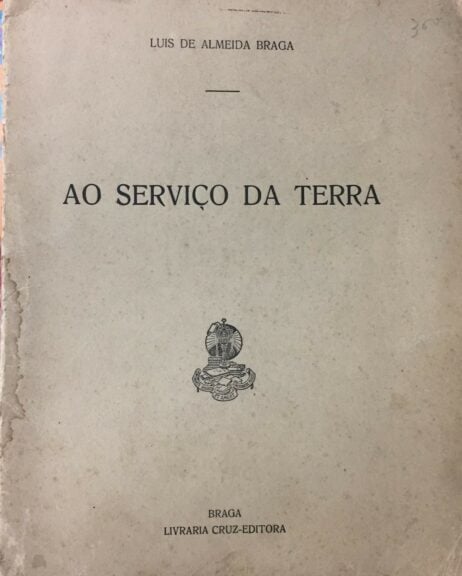 LUIS DE ALMEIDA BRAGA
AO SERVIÇO DA TERRA
BRAGA
LIVRARIA CRUZ-EDITORA